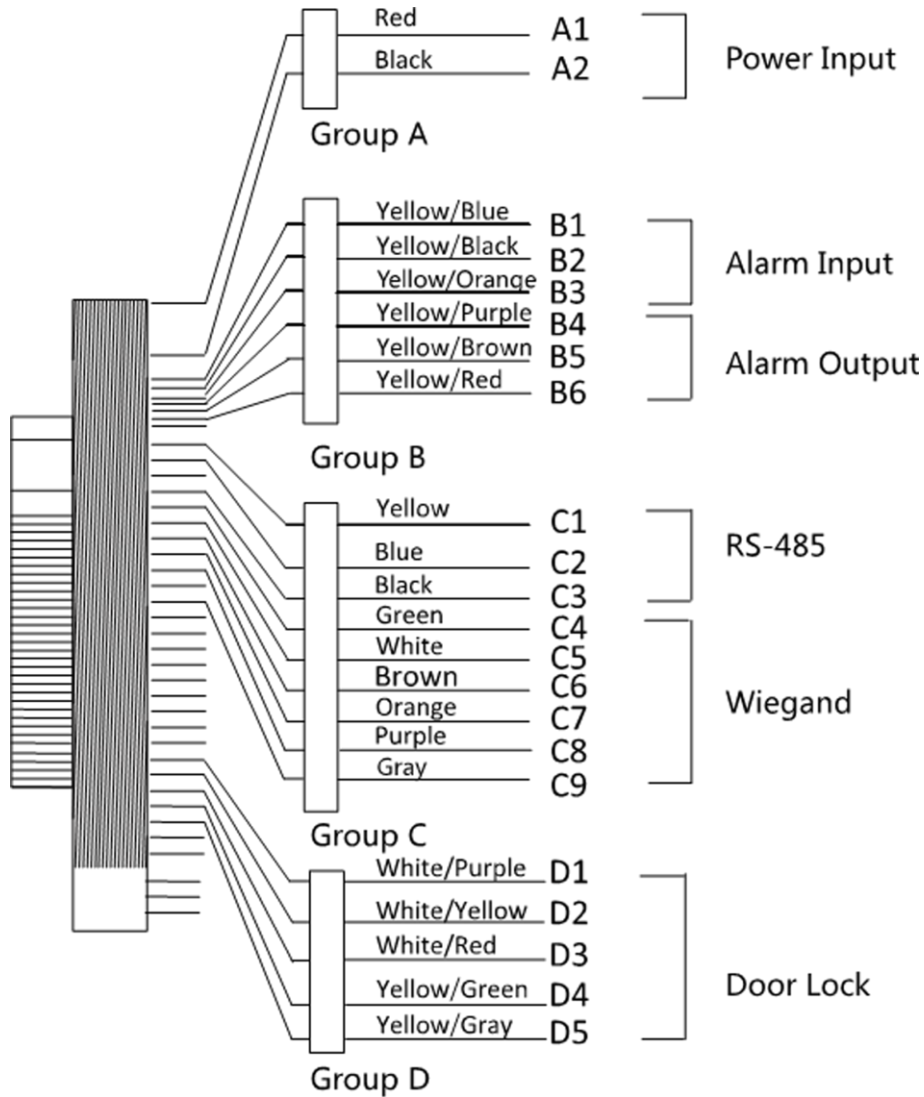 Red A1
Black A2
Power Input
Group A
Yellow/Blue B1
Yellow/Black B2
Yellow/Orange B3
Alarm Input
Yellow/Purple B4
Yellow/Brown B5
Yellow/Red B6
Alarm Output
Group B
Yellow C1
Blue C2
Black C3
RS-485
Green C4
White C5
Brown C6
Orange C7
Purple C8
Gray C9
Wiegand
Group C
White/Purple D1
White/Yellow D2
White/Red D3
Yellow/Green D4
Yellow/Gray D5
Door Lock
Group D